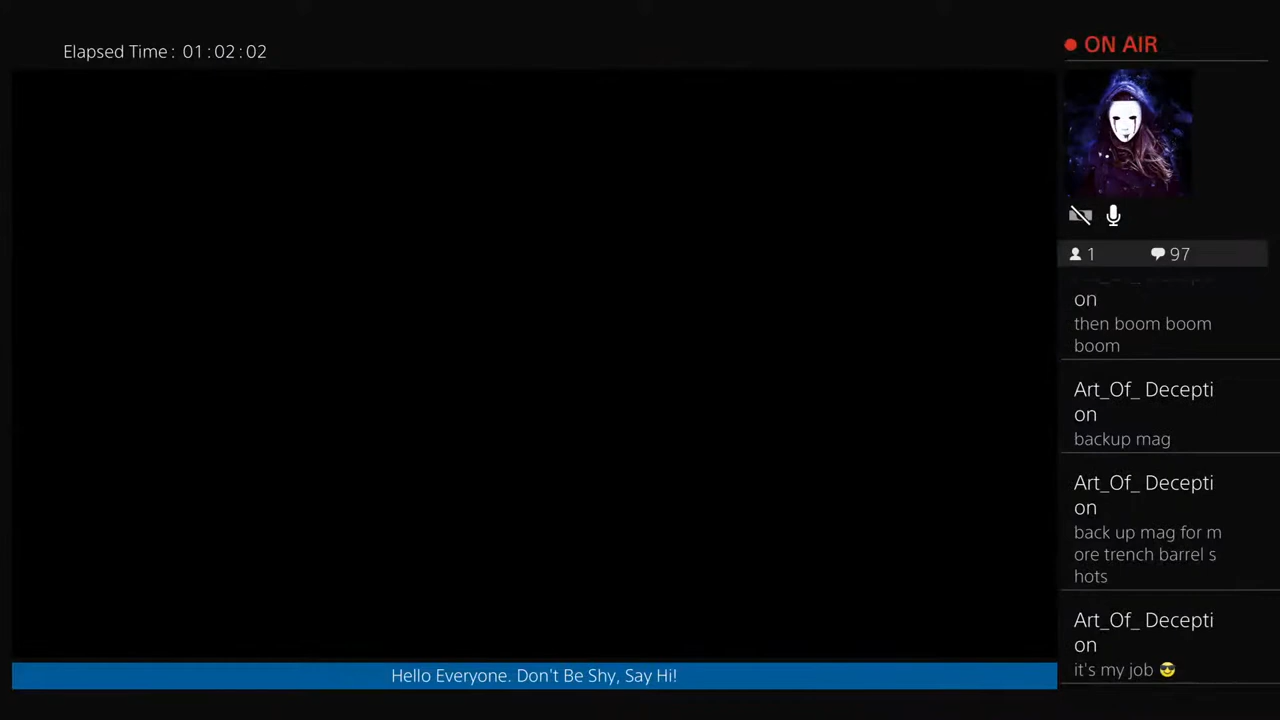 Elapsed Time: 01:02:02
ON AIR
1 97
on
then boom boom
boom
Art_Of_ Decepti
on
backup mag
Art_Of_ Decepti
on
back up mag for m
ore trench barrel s
hots
Art_Of_ Decepti
on
it's my job 😎
Hello Everyone. Don't Be Shy, Say Hi!